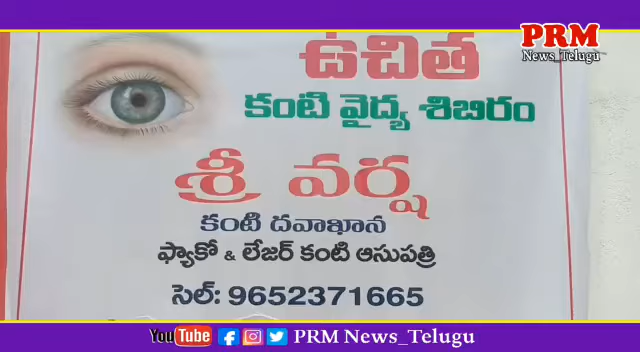 PRM
News_Telugu
ఉచిత
కంటి వైద్య శిబిరం
శ్రీ వర్ష
కంటి దవాఖాన
ఫ్యాకో & లేజర్ కంటి ఆసుపత్రి
సెల్: 9652371665
YouTube PRM News_Telugu